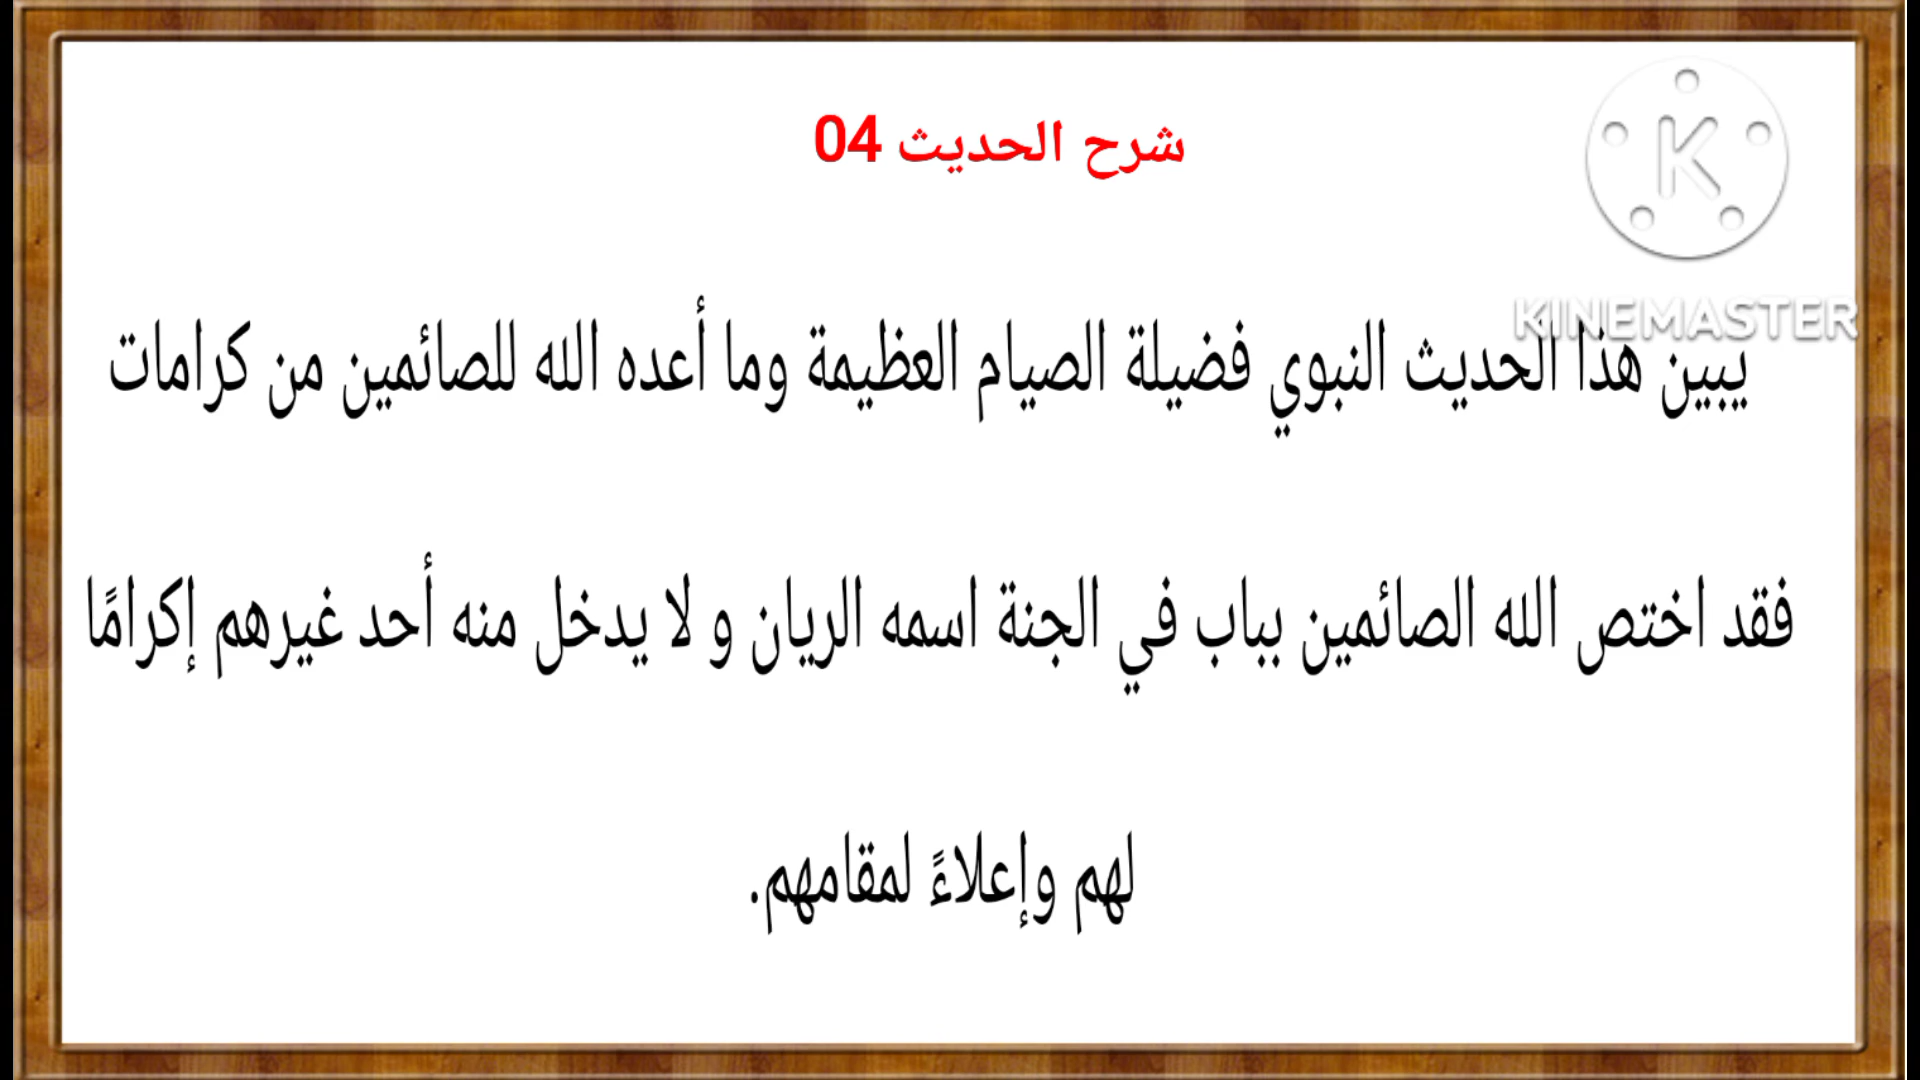 شرح الحديث 04
KINEMASTER
يبين هذا الحديث النبوي فضيلة الصيام العظيمة وما أعده الله للصائمين من كرامات
فقد اختص الله الصائمين بباب في الجنة اسمه الريان و لا يدخل منه أحد غيرهم إكرامًا
لهم وإعلاءً لمقامهم.